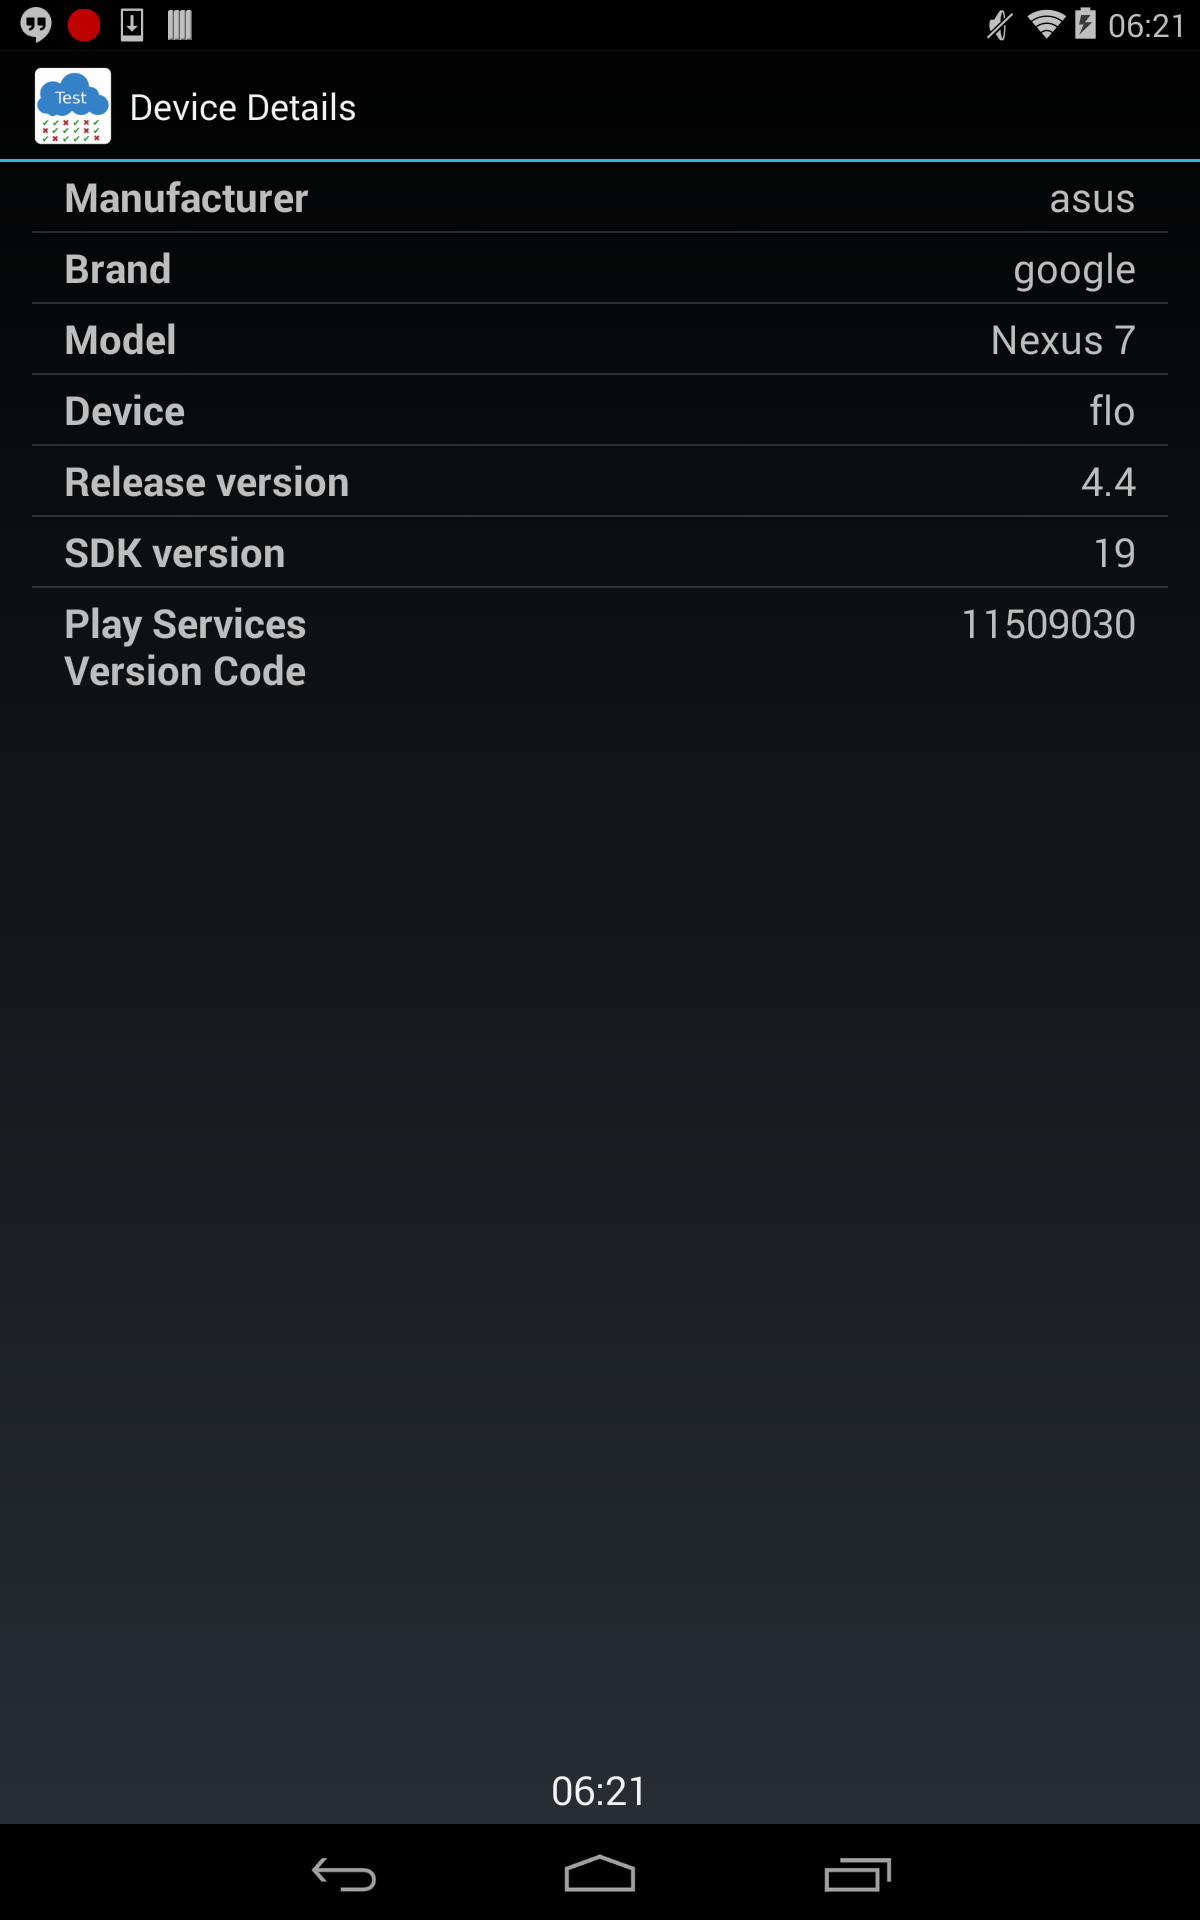 06:21
Test
Device Details
Manufacturer asus
Brand google
Model Nexus 7
Device flo
Release version 4.4
SDK version 19
Play Services 11509030
Version Code
06:21